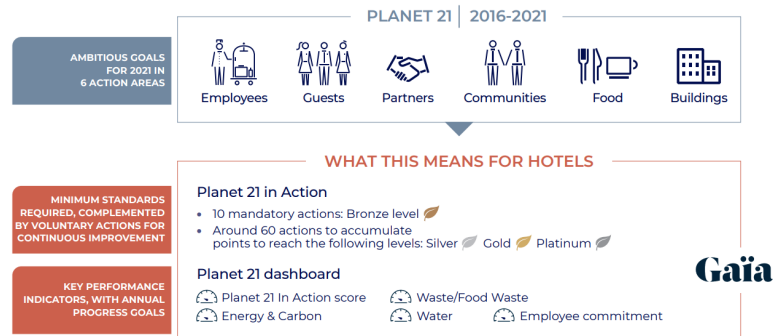 PLANET 21 | 2016-2021
AMBITIOUS GOALS
FOR 2021 IN
6 ACTION AREAS
Employees
Guests
Partners
Communities
Food
Buildings
WHAT THIS MEANS FOR HOTELS
MINIMUM STANDARDS
REQUIRED, COMPLEMENTED
BY VOLUNTARY ACTIONS FOR
CONTINUOUS IMPROVEMENT
Planet 21 in Action
• 10 mandatory actions: Bronze level
• Around 60 actions to accumulate
points to reach the following levels: Silver Gold Platinum
Gaïa
KEY PERFORMANCE
INDICATORS, WITH ANNUAL
PROGRESS GOALS
Planet 21 dashboard
Planet 21 In Action score
Waste/Food Waste
Energy & Carbon
Water
Employee commitment